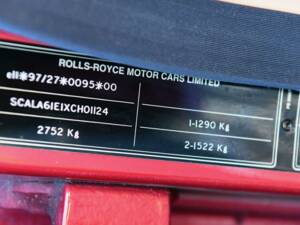 ROLLS-ROYCE MOTOR CARS LIMITED
e11*97/27*0095*00
SCALA61E1XCH01124
2752 Kg
1-1290 Kg
2-1522 Kg